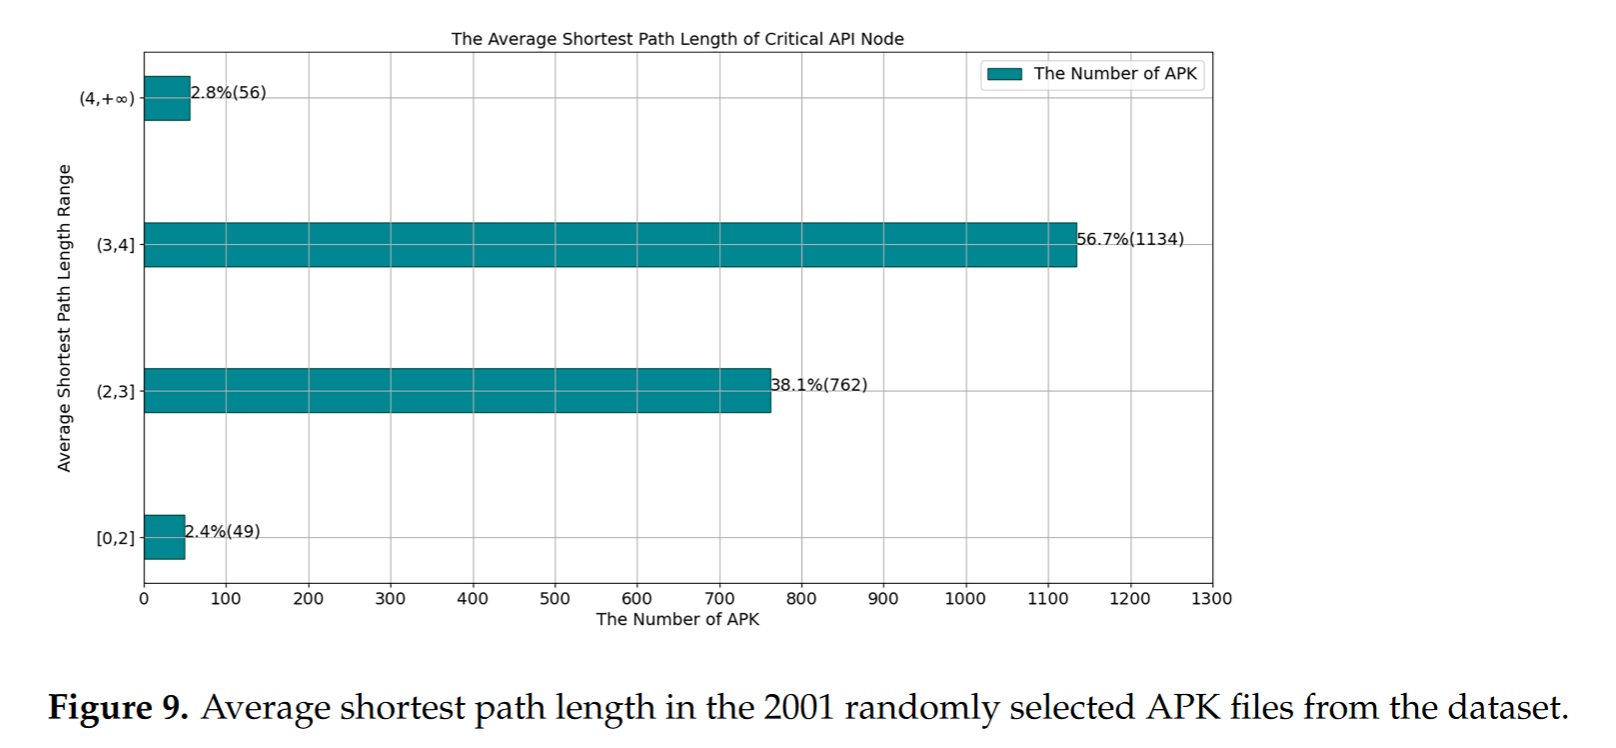 The Average Shortest Path Length of Critical API Node
The Number of APK
(4,+∞)
2.8%(56)
(3,4]
56.7%(1134)
(2,3]
38.1%(762)
[0,2]
2.4%(49)
Average Shortest Path Length Range
0 100 200 300 400 500 600 700 800 900 1000 1100 1200 1300
The Number of APK
Figure 9. Average shortest path length in the 2001 randomly selected APK files from the dataset.